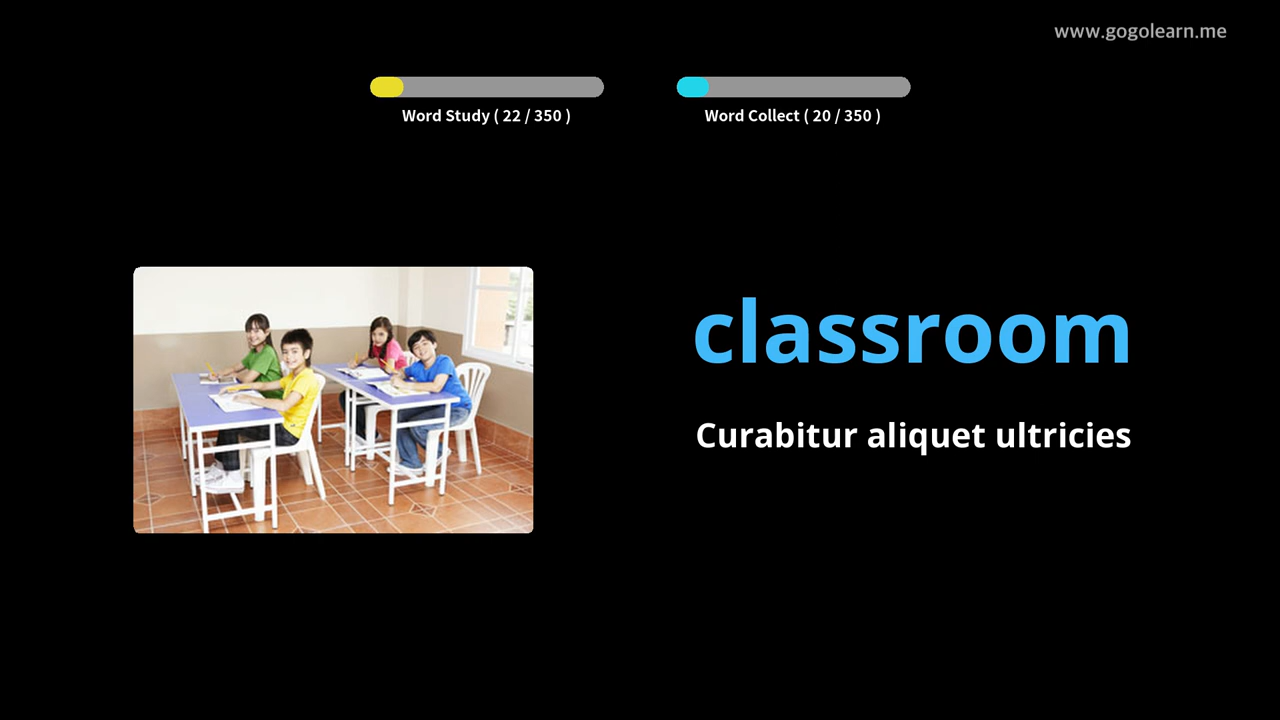 www.gogolearn.me
Word Study ( 22 / 350 )
Word Collect ( 20 / 350 )
classroom
Curabitur aliquet ultricies